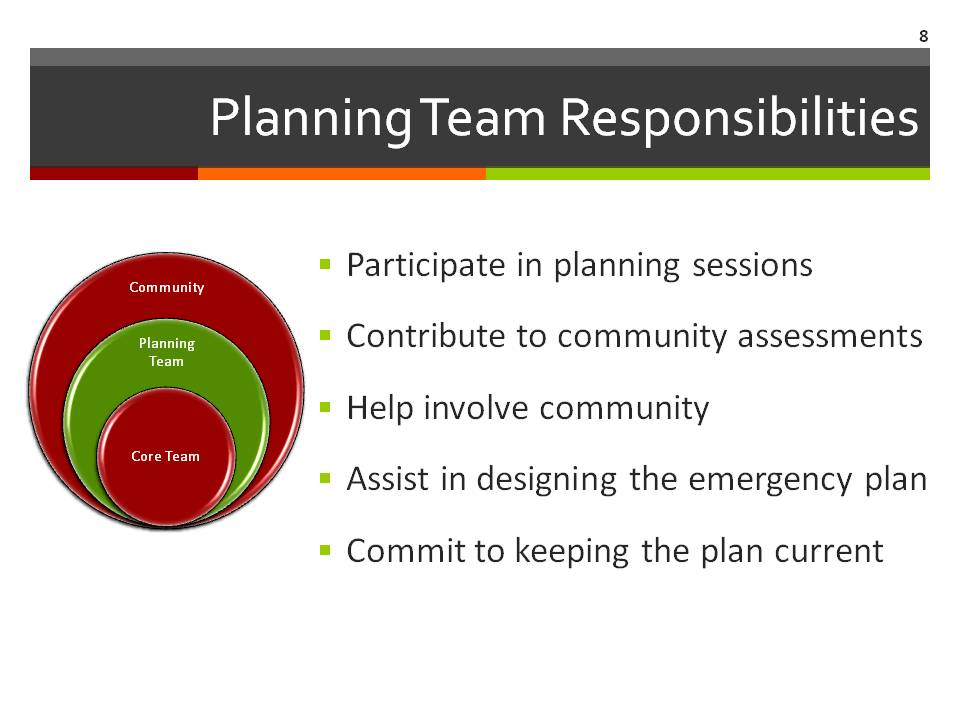 8
Planning Team Responsibilities
Community
Planning
Team
Core Team
▪ Participate in planning sessions
▪ Contribute to community assessments
▪ Help involve community
▪ Assist in designing the emergency plan
▪ Commit to keeping the plan current